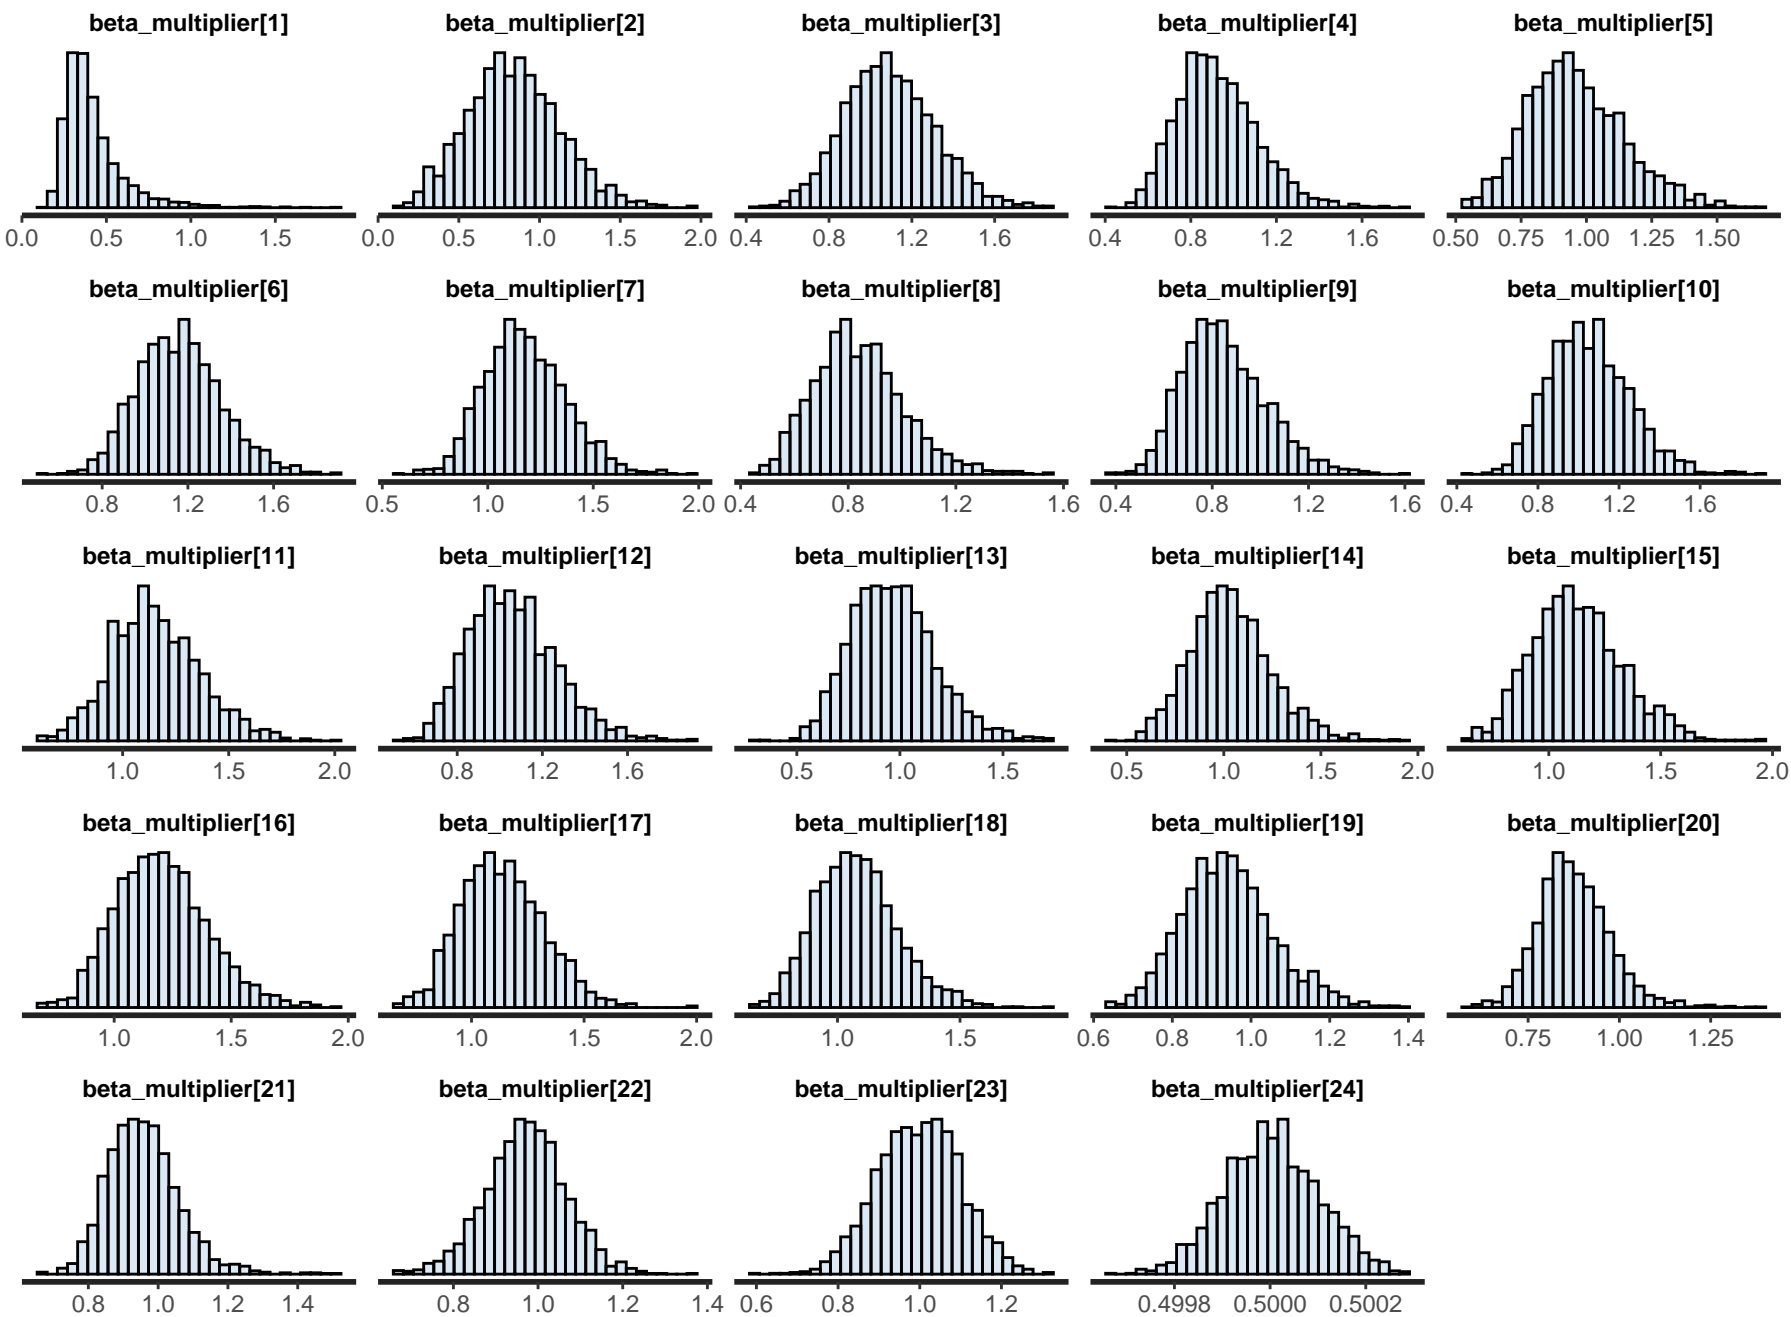 beta_multiplier[1] beta_multiplier[2] beta_multiplier[3] beta_multiplier[4] beta_multiplier[5]
0.0 0.5 1.0 1.5 0.0 0.5 1.0 1.5 2.0 0.4 0.8 1.2 1.6 0.4 0.8 1.2 1.6 0.50 0.75 1.00 1.25 1.50
beta_multiplier[6] beta_multiplier[7] beta_multiplier[8] beta_multiplier[9] beta_multiplier[10]
0.8 1.2 1.6 0.5 1.0 1.5 2.0 0.4 0.8 1.2 1.6 0.4 0.8 1.2 1.6 0.4 0.8 1.2 1.6
beta_multiplier[11] beta_multiplier[12] beta_multiplier[13] beta_multiplier[14] beta_multiplier[15]
1.0 1.5 2.0 0.8 1.2 1.6 0.5 1.0 1.5 0.5 1.0 1.5 2.0 1.0 1.5 2.0
beta_multiplier[16] beta_multiplier[17] beta_multiplier[18] beta_multiplier[19] beta_multiplier[20]
1.0 1.5 2.0 1.0 1.5 2.0 1.0 1.5 0.6 0.8 1.0 1.2 1.4 0.75 1.00 1.25
beta_multiplier[21] beta_multiplier[22] beta_multiplier[23] beta_multiplier[24]
0.8 1.0 1.2 1.4 0.8 1.0 1.2 1.4 0.6 0.8 1.0 1.2 0.4998 0.5000 0.5002